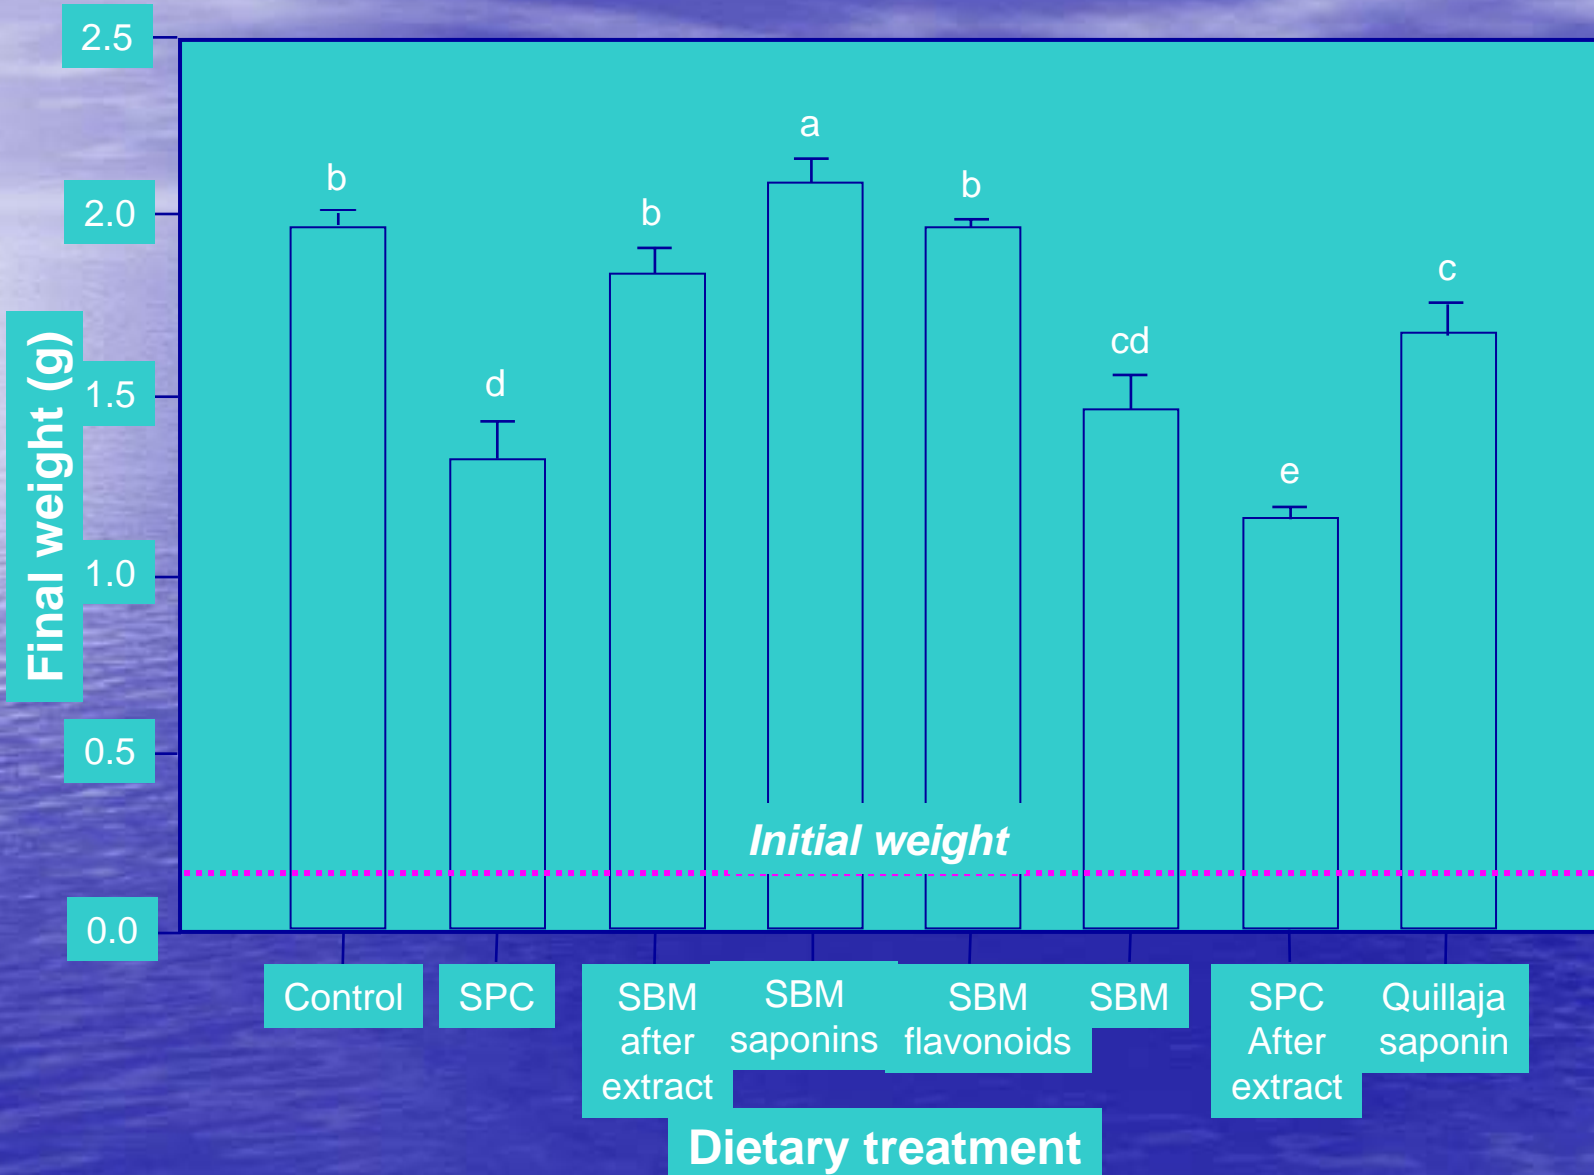 2.5
2.0
1.5
1.0
0.5
0.0
Final weight (g)
b
d
b
a
b
cd
e
c
Initial weight
Control
SPC
SBM
after
extract
SBM
saponins
SBM
flavonoids
SBM
SPC
After
extract
Quillaja
saponin
Dietary treatment